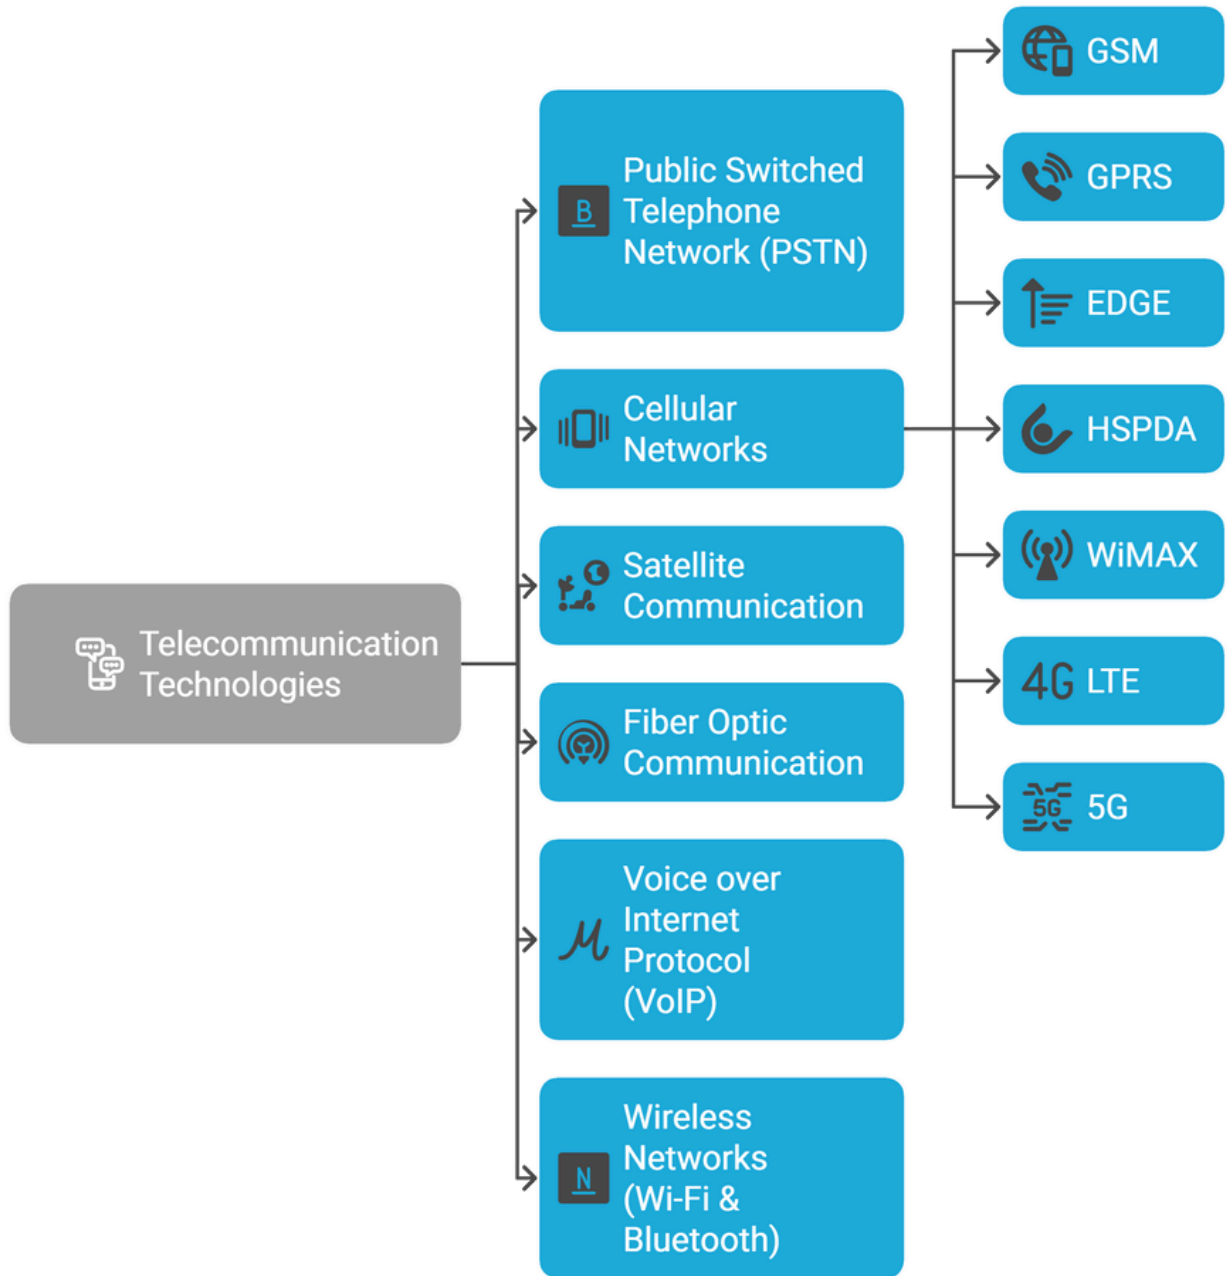 Telecommunication
Technologies
B
Public Switched
Telephone
Network (PSTN)
Cellular
Networks
Satellite
Communication
Fiber Optic
Communication
Voice over
Internet
Protocol
(VoIP)
N
Wireless
Networks
(Wi-Fi &
Bluetooth)
GSM
GPRS
EDGE
HSPDA
WiMAX
4G LTE
5G 5G